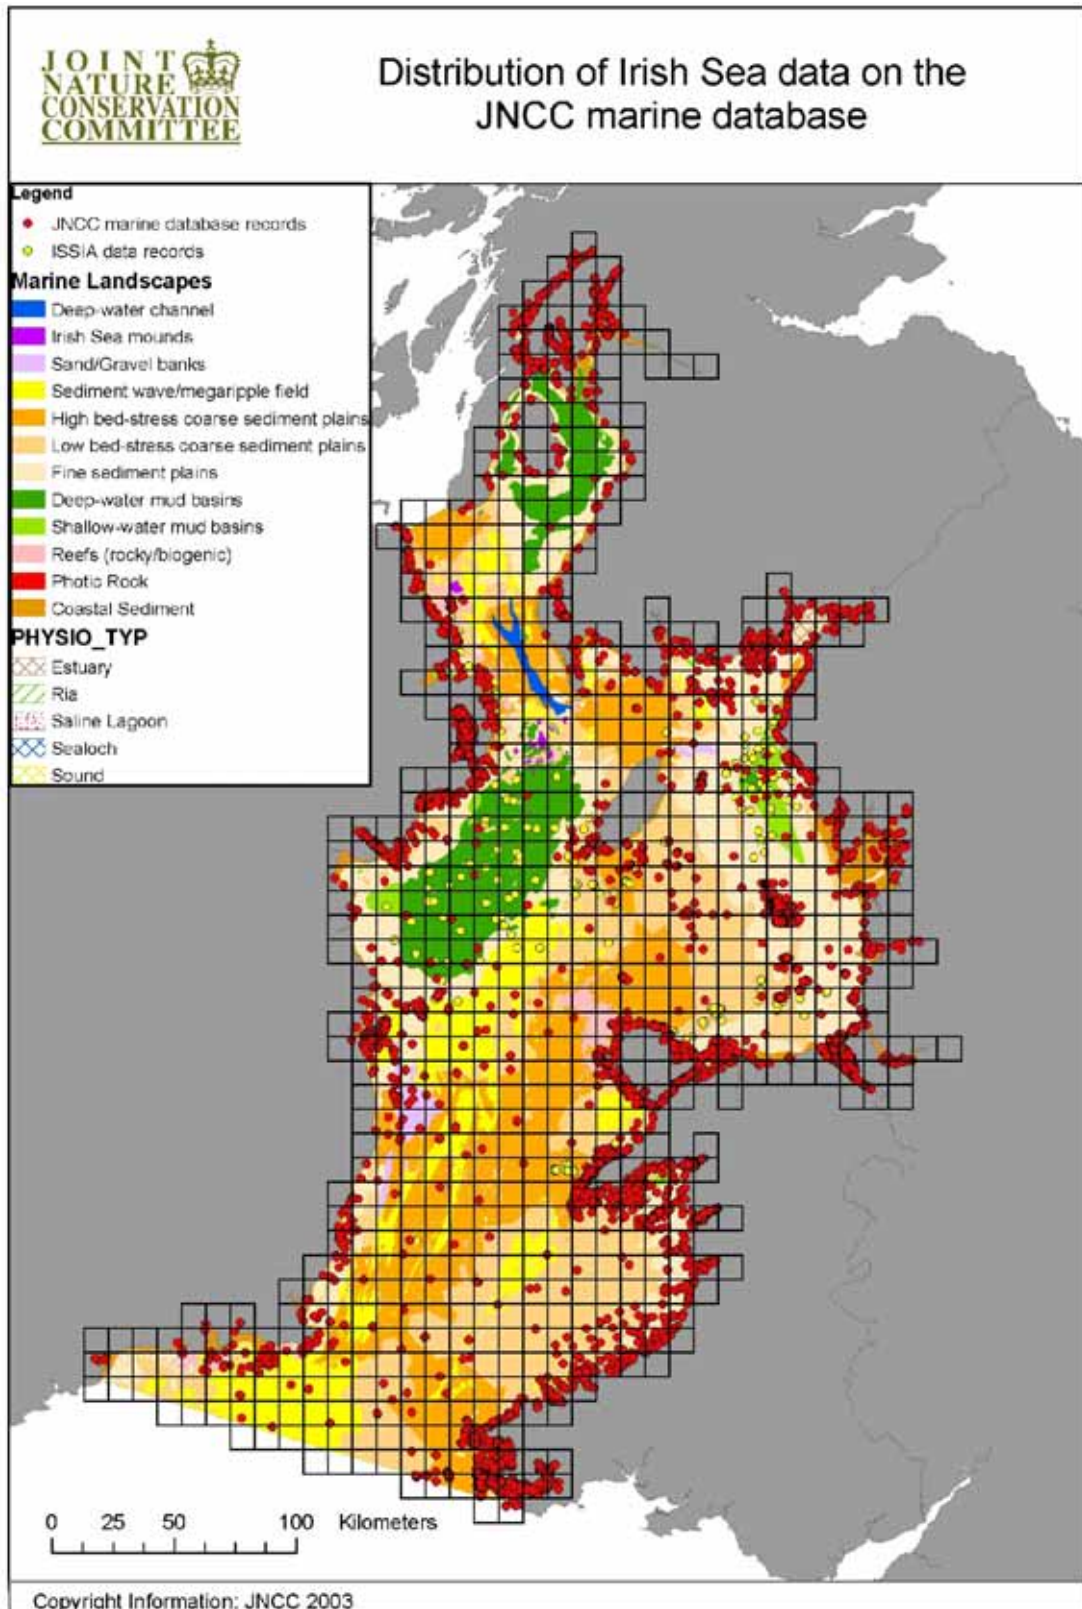 JOINT
NATURE
CONSERVATION
COMMITTEE
Distribution of Irish Sea data on the
JNCC marine database
Legend
JNCC marine database records
ISSIA data records
Marine Landscapes
Deep-water channel
Irish Sea mounds
Sand/Gravel banks
Sediment wave/megaripple field
High bed-stress coarse sediment plains
Low bed-stress coarse sediment plains
Fine sediment plains
Deep-water mud basins
Shallow-water mud basins
Reefs (rocky/biogenic)
Photic Rock
Coastal Sediment
PHYSIO_TYP
Estuary
Ria
Saline Lagoon
Sealoch
Sound
0 25 50 100 Kilometers
Copyright Information: JNCC 2003